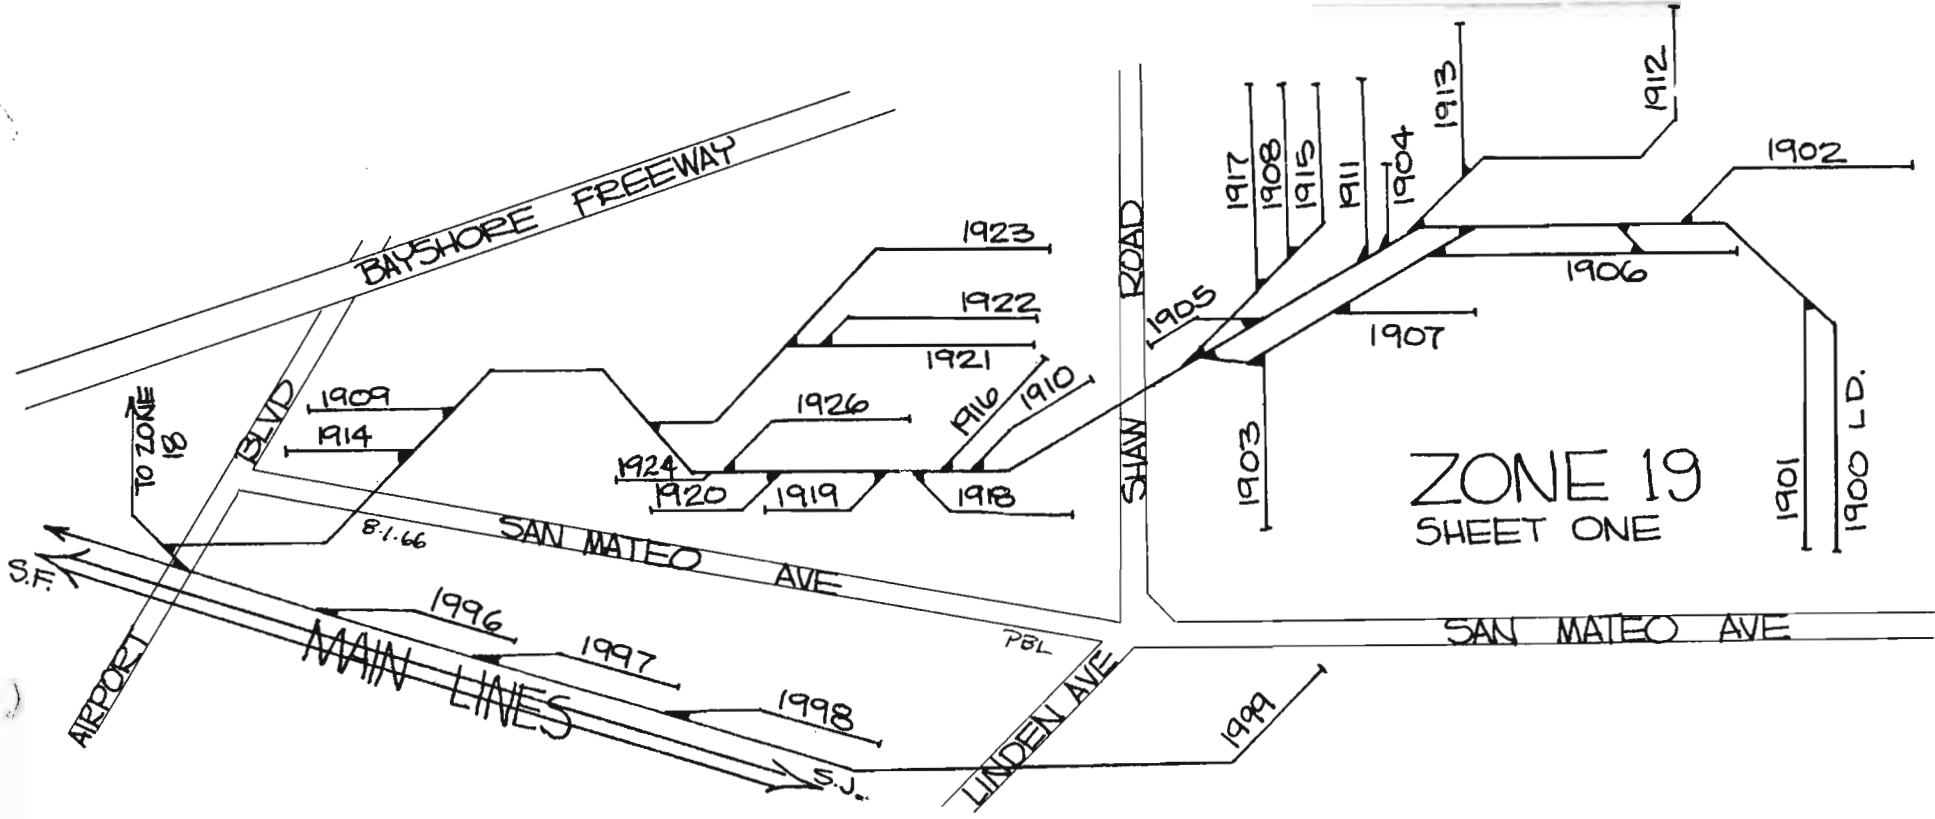 1913
1912
1902
1917
1908
1915
1911
1904
BAYSHORE FREEWAY
SHAW ROAD
1923
1922
1921
1905
1906
1907
TO ZONE
18
BLVD
1909
1914
1926
1916
1910
1924
1920
1919
1918
1903
1901
1900 LD.
ZONE 19
SHEET ONE
8-1-66
SAN MATEO AVE
S.F.
1996
1997
1998
MAIN LINES
AIRPORT
PBL
SAN MATEO AVE
LINDEN AVE
1999
S.J.